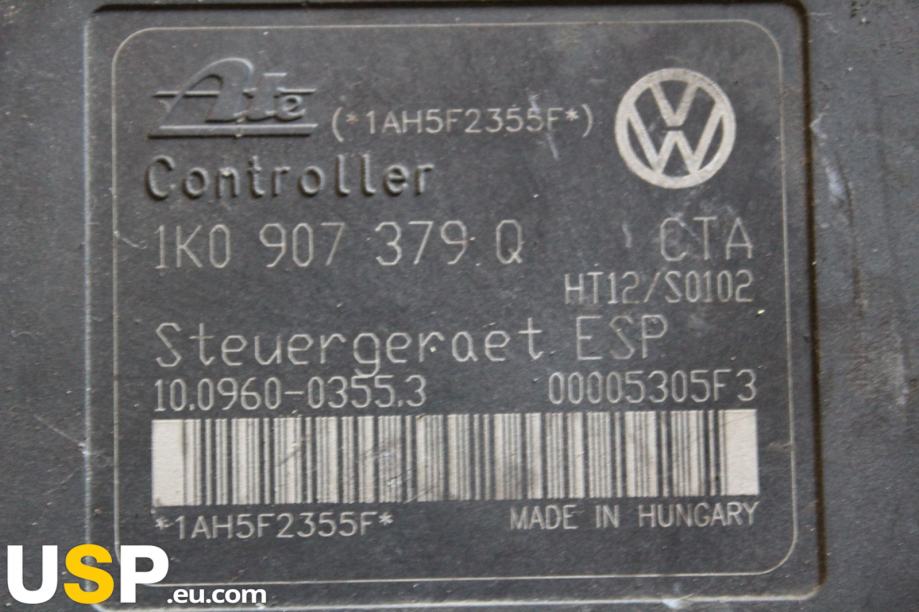 Ate (*1AH5F2355F*)
Controller
1K0 907 379 Q CTA
HT12/S0102
Steuergeraet ESP
10.0960-0355.3 00005305F3
*1AH5F2355F* MADE IN HUNGARY
USP.eu.com